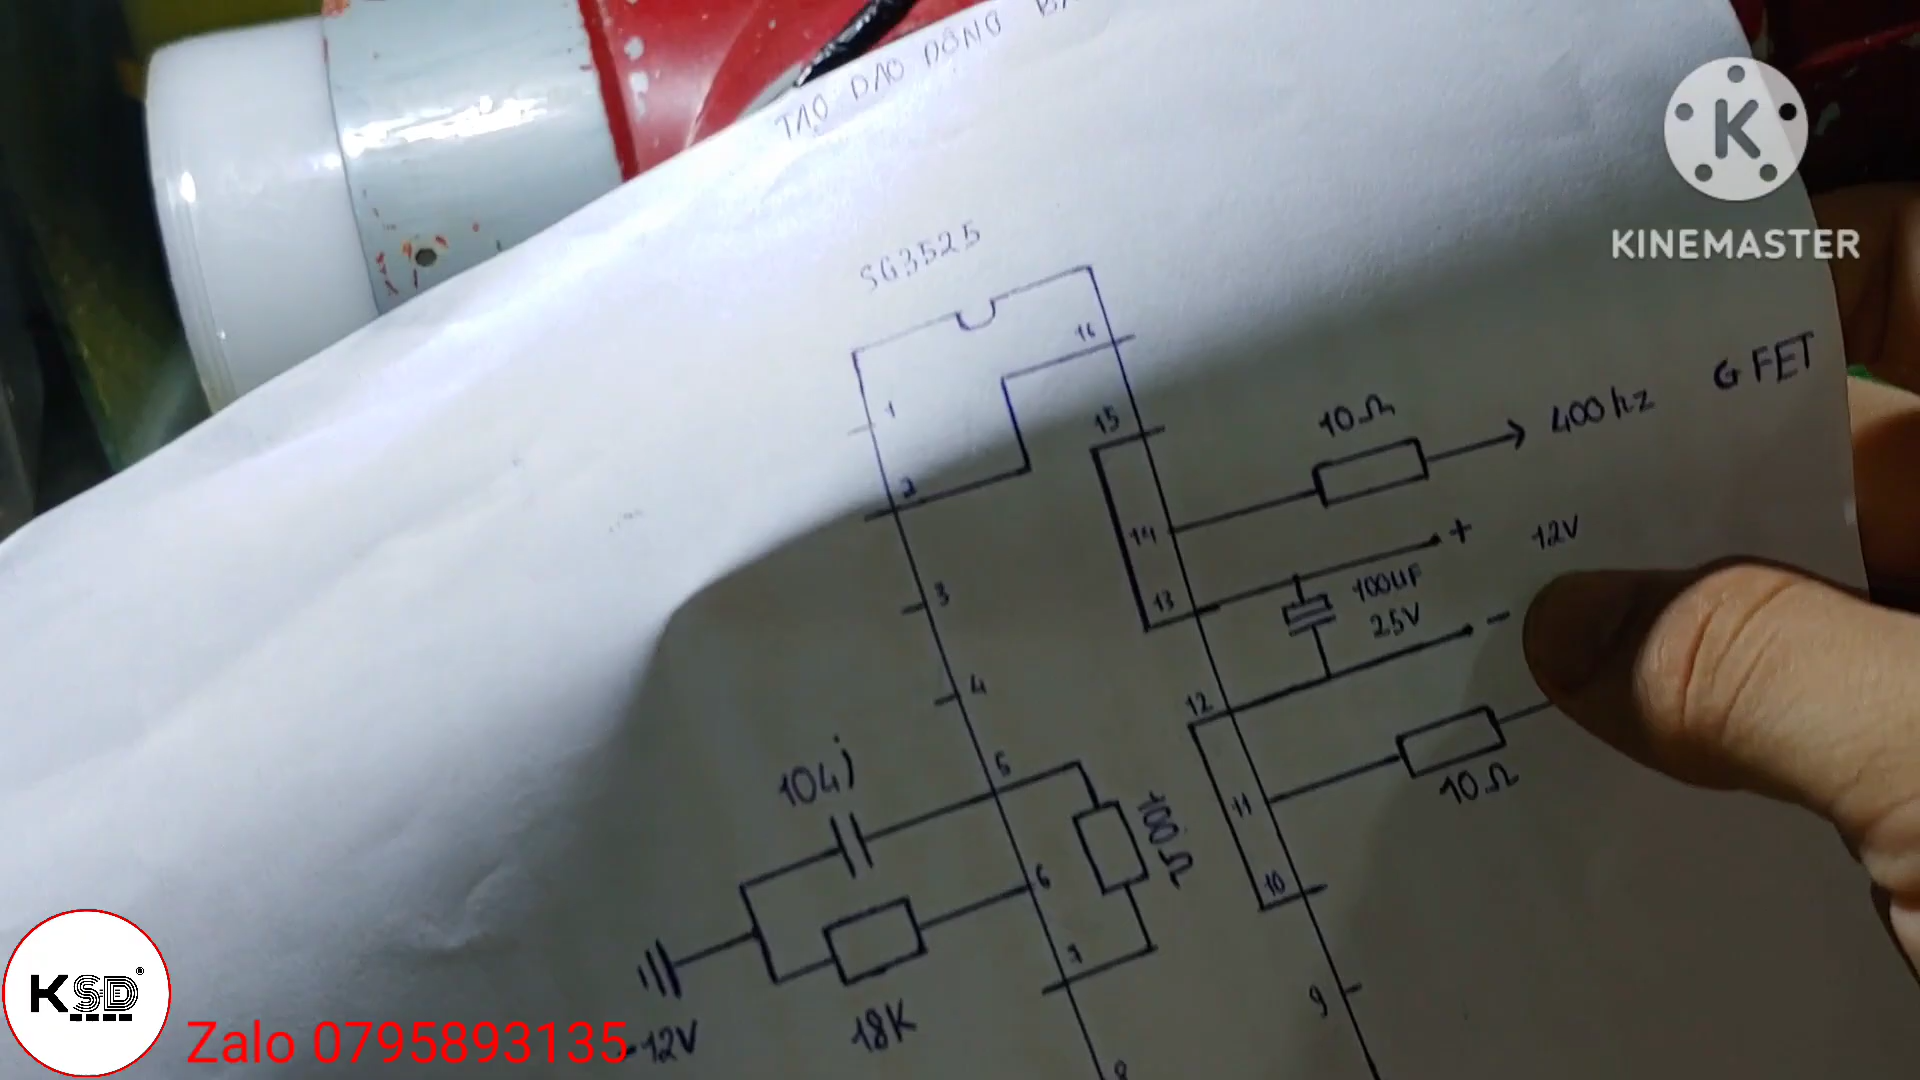 TẠO DAO ĐỘNG
SG3525
1
2
3
4
5
6
7
8
16
15
14
13
12
11
10
9
10Ω
400hz
G FET
+
12V
100UF
25V
-
10Ω
104j
100Ω
18K
-12V
KINEMASTER
K
KSD
Zalo 0795893135